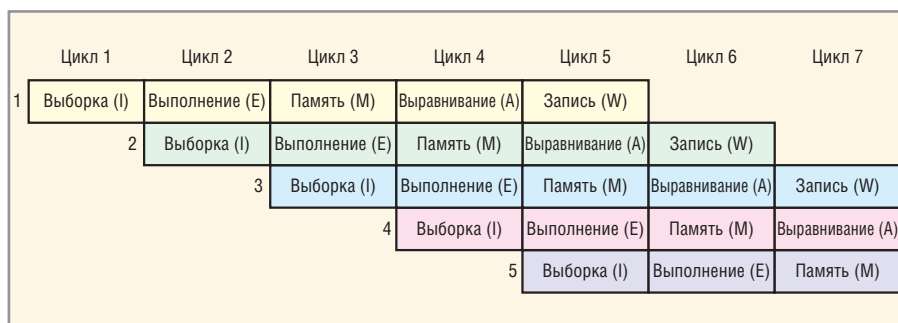 Цикл 1 Цикл 2 Цикл 3 Цикл 4 Цикл 5 Цикл 6 Цикл 7
1 Выборка (I) Выполнение (E) Память (M) Выравнивание (A) Запись (W)
2 Выборка (I) Выполнение (E) Память (M) Выравнивание (A) Запись (W)
3 Выборка (I) Выполнение (E) Память (M) Выравнивание (A) Запись (W)
4 Выборка (I) Выполнение (E) Память (M) Выравнивание (A)
5 Выборка (I) Выполнение (E) Память (M)